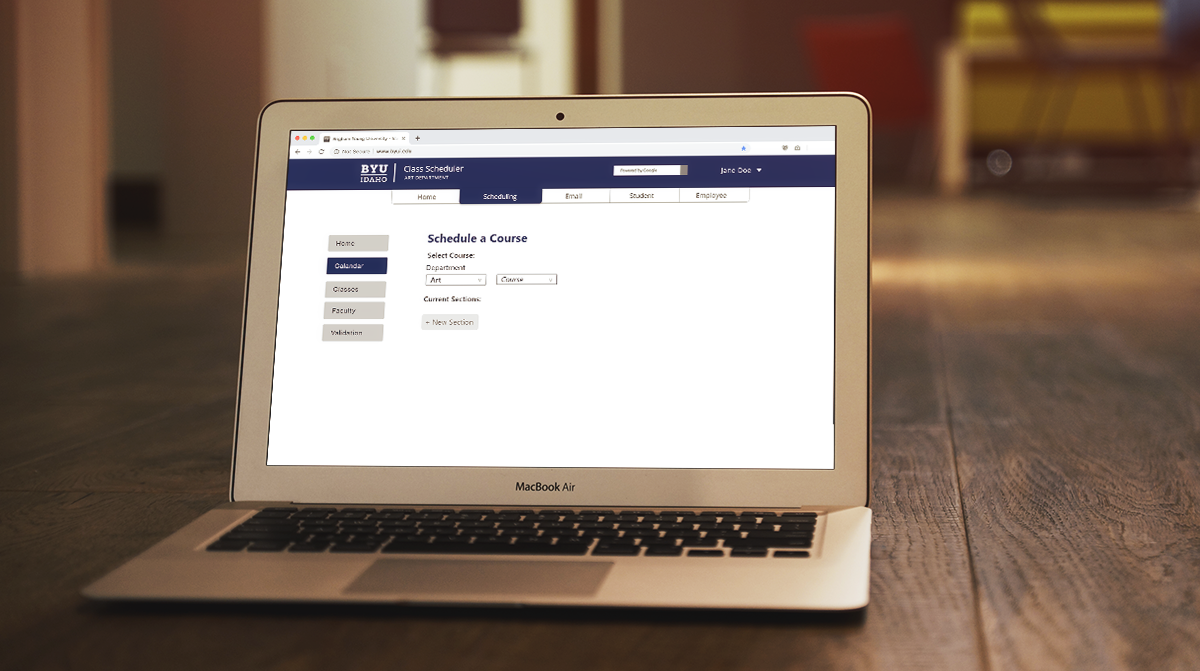 Brigham Young University - I... × +
Not Secure | www.byui.edu
BYU
IDAHO
Class Scheduler
ART DEPARTMENT
Powered by Google
Jane Doe
Home Scheduling Email Student Employee
Home
Calendar
Classes
Faculty
Validation
Schedule a Course
Select Course:
Department
Art Course
Current Sections:
+ New Section
MacBook Air